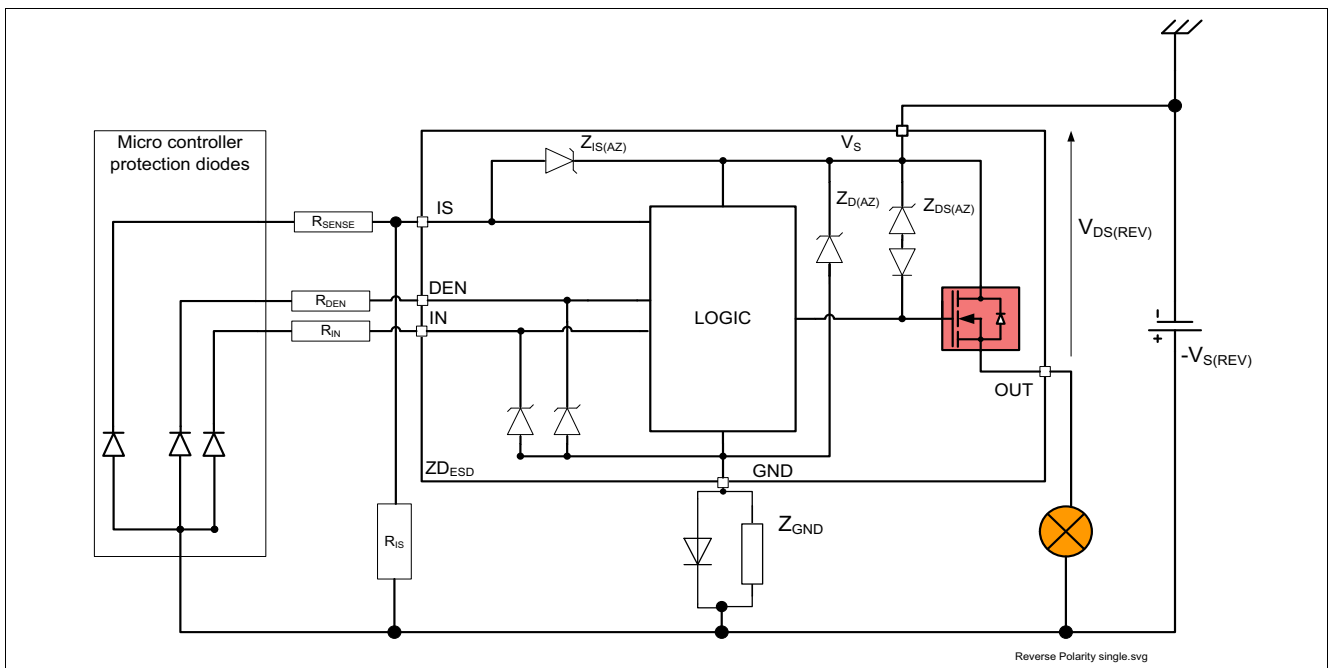 Micro controller
protection diodes
Z_IS(AZ)
V_S
Z_D(AZ)
Z_DS(AZ)
V_DS(REV)
R_SENSE
IS
R_DEN
DEN
R_IN
IN
LOGIC
-
+
-V_S(REV)
OUT
ZD_ESD
GND
R_IS
Z_GND
Reverse Polarity single.svg